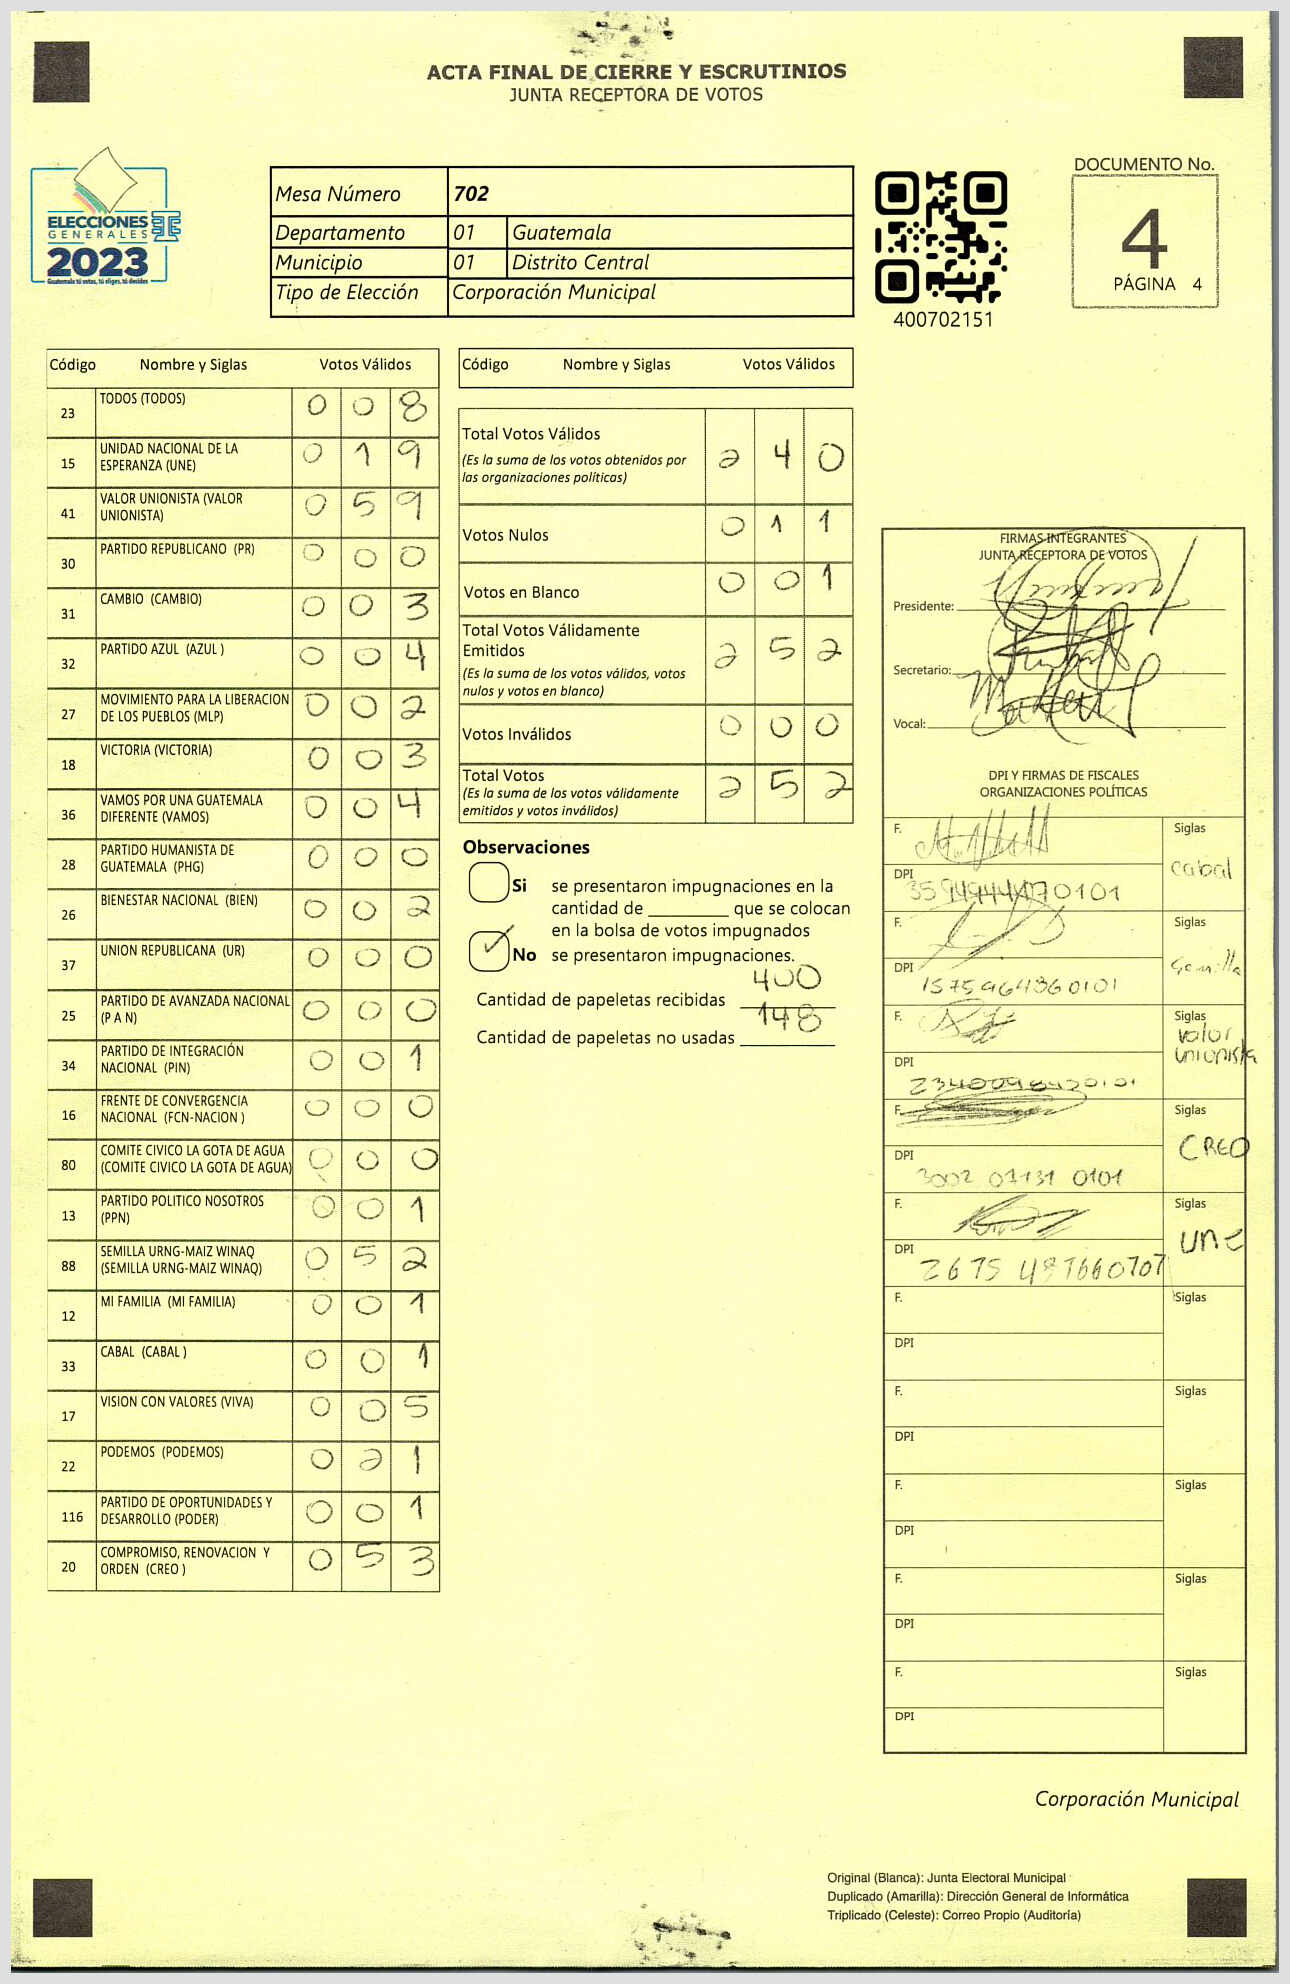 ACTA FINAL DE CIERRE Y ESCRUTINIOS
JUNTA RECEPTORA DE VOTOS
ELECCIONES
GENERALES
2023
Guatemala tú votas, tú eliges, tú decides
Mesa Número 702
Departamento 01 Guatemala
Municipio 01 Distrito Central
Tipo de Elección Corporación Municipal
400702151
DOCUMENTO No.
4
PÁGINA 4
Código Nombre y Siglas Votos Válidos
23 TODOS (TODOS) 0 0 8
15 UNIDAD NACIONAL DE LA ESPERANZA (UNE) 0 1 9
41 VALOR UNIONISTA (VALOR UNIONISTA) 0 5 9
30 PARTIDO REPUBLICANO (PR) 0 0 0
31 CAMBIO (CAMBIO) 0 0 3
32 PARTIDO AZUL (AZUL ) 0 0 4
27 MOVIMIENTO PARA LA LIBERACION DE LOS PUEBLOS (MLP) 0 0 2
18 VICTORIA (VICTORIA) 0 0 3
36 VAMOS POR UNA GUATEMALA DIFERENTE (VAMOS) 0 0 4
28 PARTIDO HUMANISTA DE GUATEMALA (PHG) 0 0 0
26 BIENESTAR NACIONAL (BIEN) 0 0 2
37 UNION REPUBLICANA (UR) 0 0 0
25 PARTIDO DE AVANZADA NACIONAL (P A N) 0 0 0
34 PARTIDO DE INTEGRACIÓN NACIONAL (PIN) 0 0 1
16 FRENTE DE CONVERGENCIA NACIONAL (FCN-NACION ) 0 0 0
80 COMITE CIVICO LA GOTA DE AGUA (COMITE CIVICO LA GOTA DE AGUA) 0 0 0
13 PARTIDO POLITICO NOSOTROS (PPN) 0 0 1
88 SEMILLA URNG-MAIZ WINAQ (SEMILLA URNG-MAIZ WINAQ) 0 5 2
12 MI FAMILIA (MI FAMILIA) 0 0 1
33 CABAL (CABAL ) 0 0 1
17 VISION CON VALORES (VIVA) 0 0 5
22 PODEMOS (PODEMOS) 0 2 1
116 PARTIDO DE OPORTUNIDADES Y DESARROLLO (PODER) 0 0 1
20 COMPROMISO, RENOVACION Y ORDEN (CREO ) 0 5 3
Código Nombre y Siglas Votos Válidos
Total Votos Válidos 2 4 0
(Es la suma de los votos obtenidos por
las organizaciones políticas)
Votos Nulos 0 1 1
Votos en Blanco 0 0 1
Total Votos Válidamente
Emitidos 2 5 2
(Es la suma de los votos válidos, votos
nulos y votos en blanco)
Votos Inválidos 0 0 0
Total Votos 2 5 2
(Es la suma de los votos válidamente
emitidos y votos inválidos)
Observaciones
Si se presentaron impugnaciones en la
cantidad de ________ que se colocan
en la bolsa de votos impugnados
No se presentaron impugnaciones.
Cantidad de papeletas recibidas 400
Cantidad de papeletas no usadas 148
FIRMAS INTEGRANTES
JUNTA RECEPTORA DE VOTOS
Presidente:
Secretario:
Vocal:
DPI Y FIRMAS DE FISCALES
ORGANIZACIONES POLÍTICAS
F. Siglas
cabal
DPI
F. Siglas
Semilla
DPI 1575964360101
F. Siglas
valor
unionista
DPI
F. Siglas
CREO
DPI 3002 07131 0101
F. Siglas
une
DPI 2675 487660707
F. Siglas
DPI
F. Siglas
DPI
F. Siglas
DPI
F. Siglas
DPI
F. Siglas
DPI
Corporación Municipal
Original (Blanca): Junta Electoral Municipal
Duplicado (Amarilla): Dirección General de Informática
Triplicado (Celeste): Correo Propio (Auditoría)